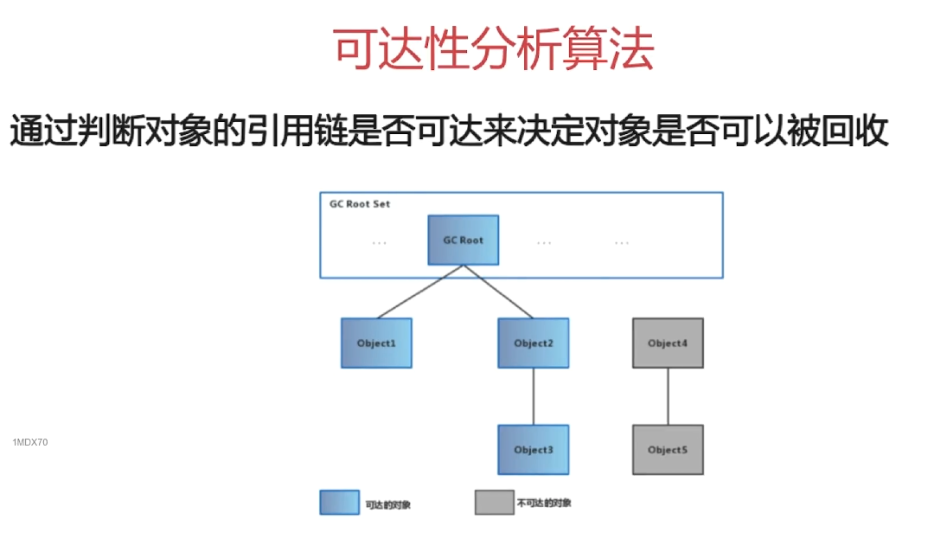 可达性分析算法
通过判断对象的引用链是否可达来决定对象是否可以被回收
GC Root Set
... GC Root ... ...
Object1 Object2 Object4
1MDX70
Object3 Object5
可达的对象 不可达的对象